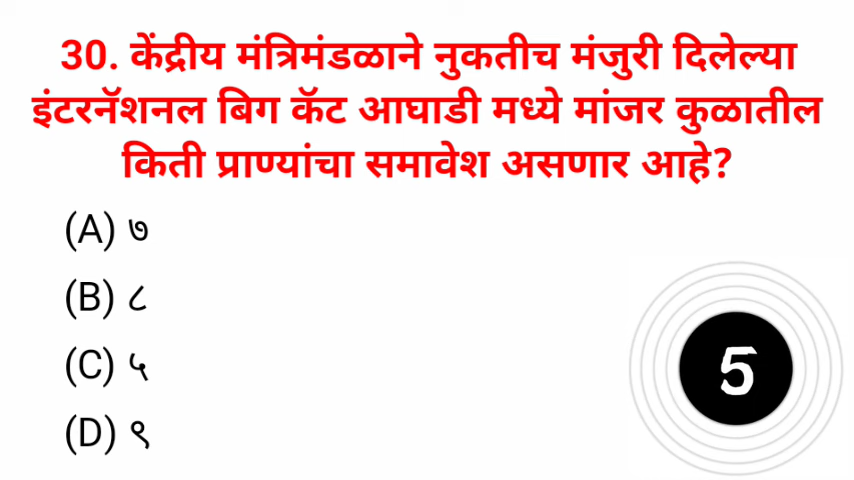 30. केंद्रीय मंत्रिमंडळाने नुकतीच मंजुरी दिलेल्या
इंटरनॅशनल बिग कॅट आघाडी मध्ये मांजर कुळातील
किती प्राण्यांचा समावेश असणार आहे?
(A) ७
(B) ८
(C) ५
(D) ९
5